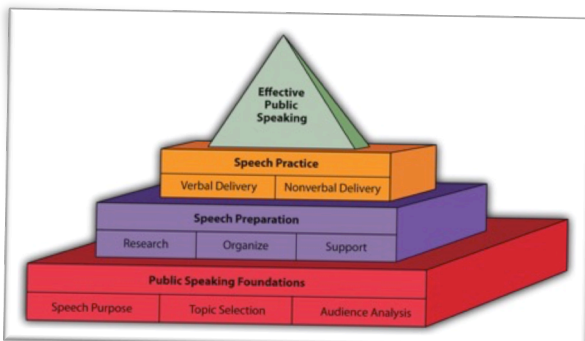 Effective
Public
Speaking
Speech Practice
Verbal Delivery
Nonverbal Delivery
Speech Preparation
Research
Organize
Support
Public Speaking Foundations
Speech Purpose
Topic Selection
Audience Analysis